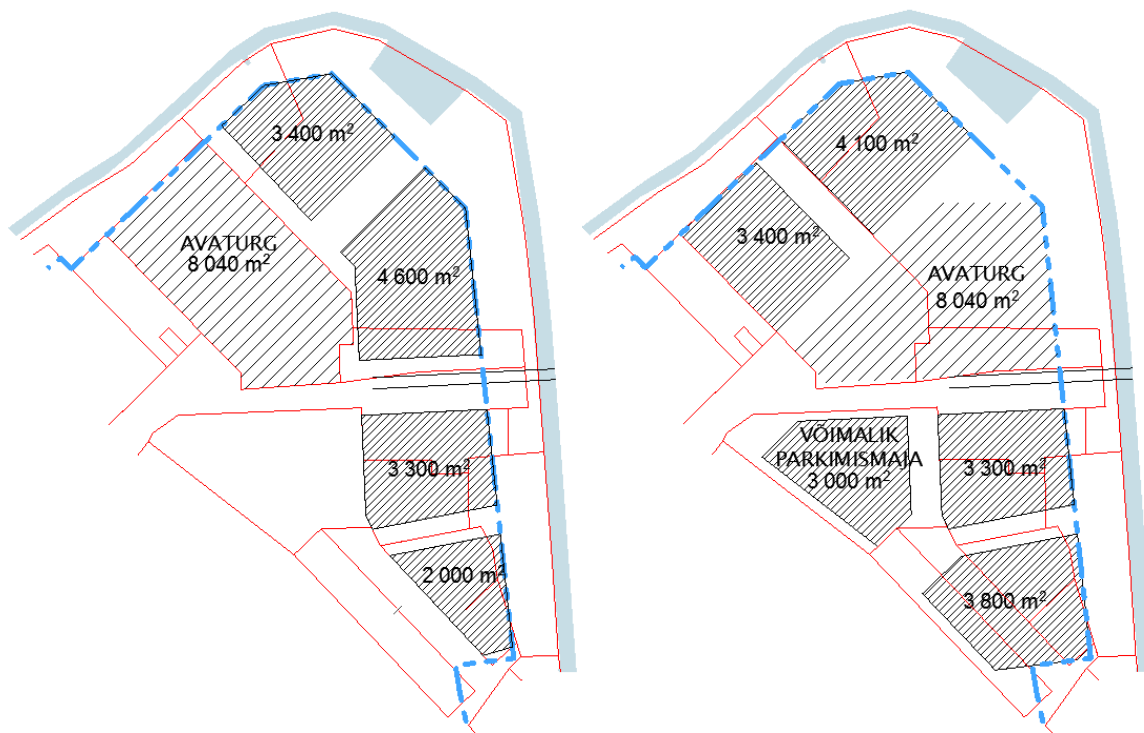 3 400 m²
AVATURG
8 040 m²
4 600 m²
3 300 m²
2 000 m²
4 100 m²
3 400 m²
AVATURG
8 040 m²
VÕIMALIK
PARKIMISMAJA
3 000 m²
3 300 m²
3 800 m²